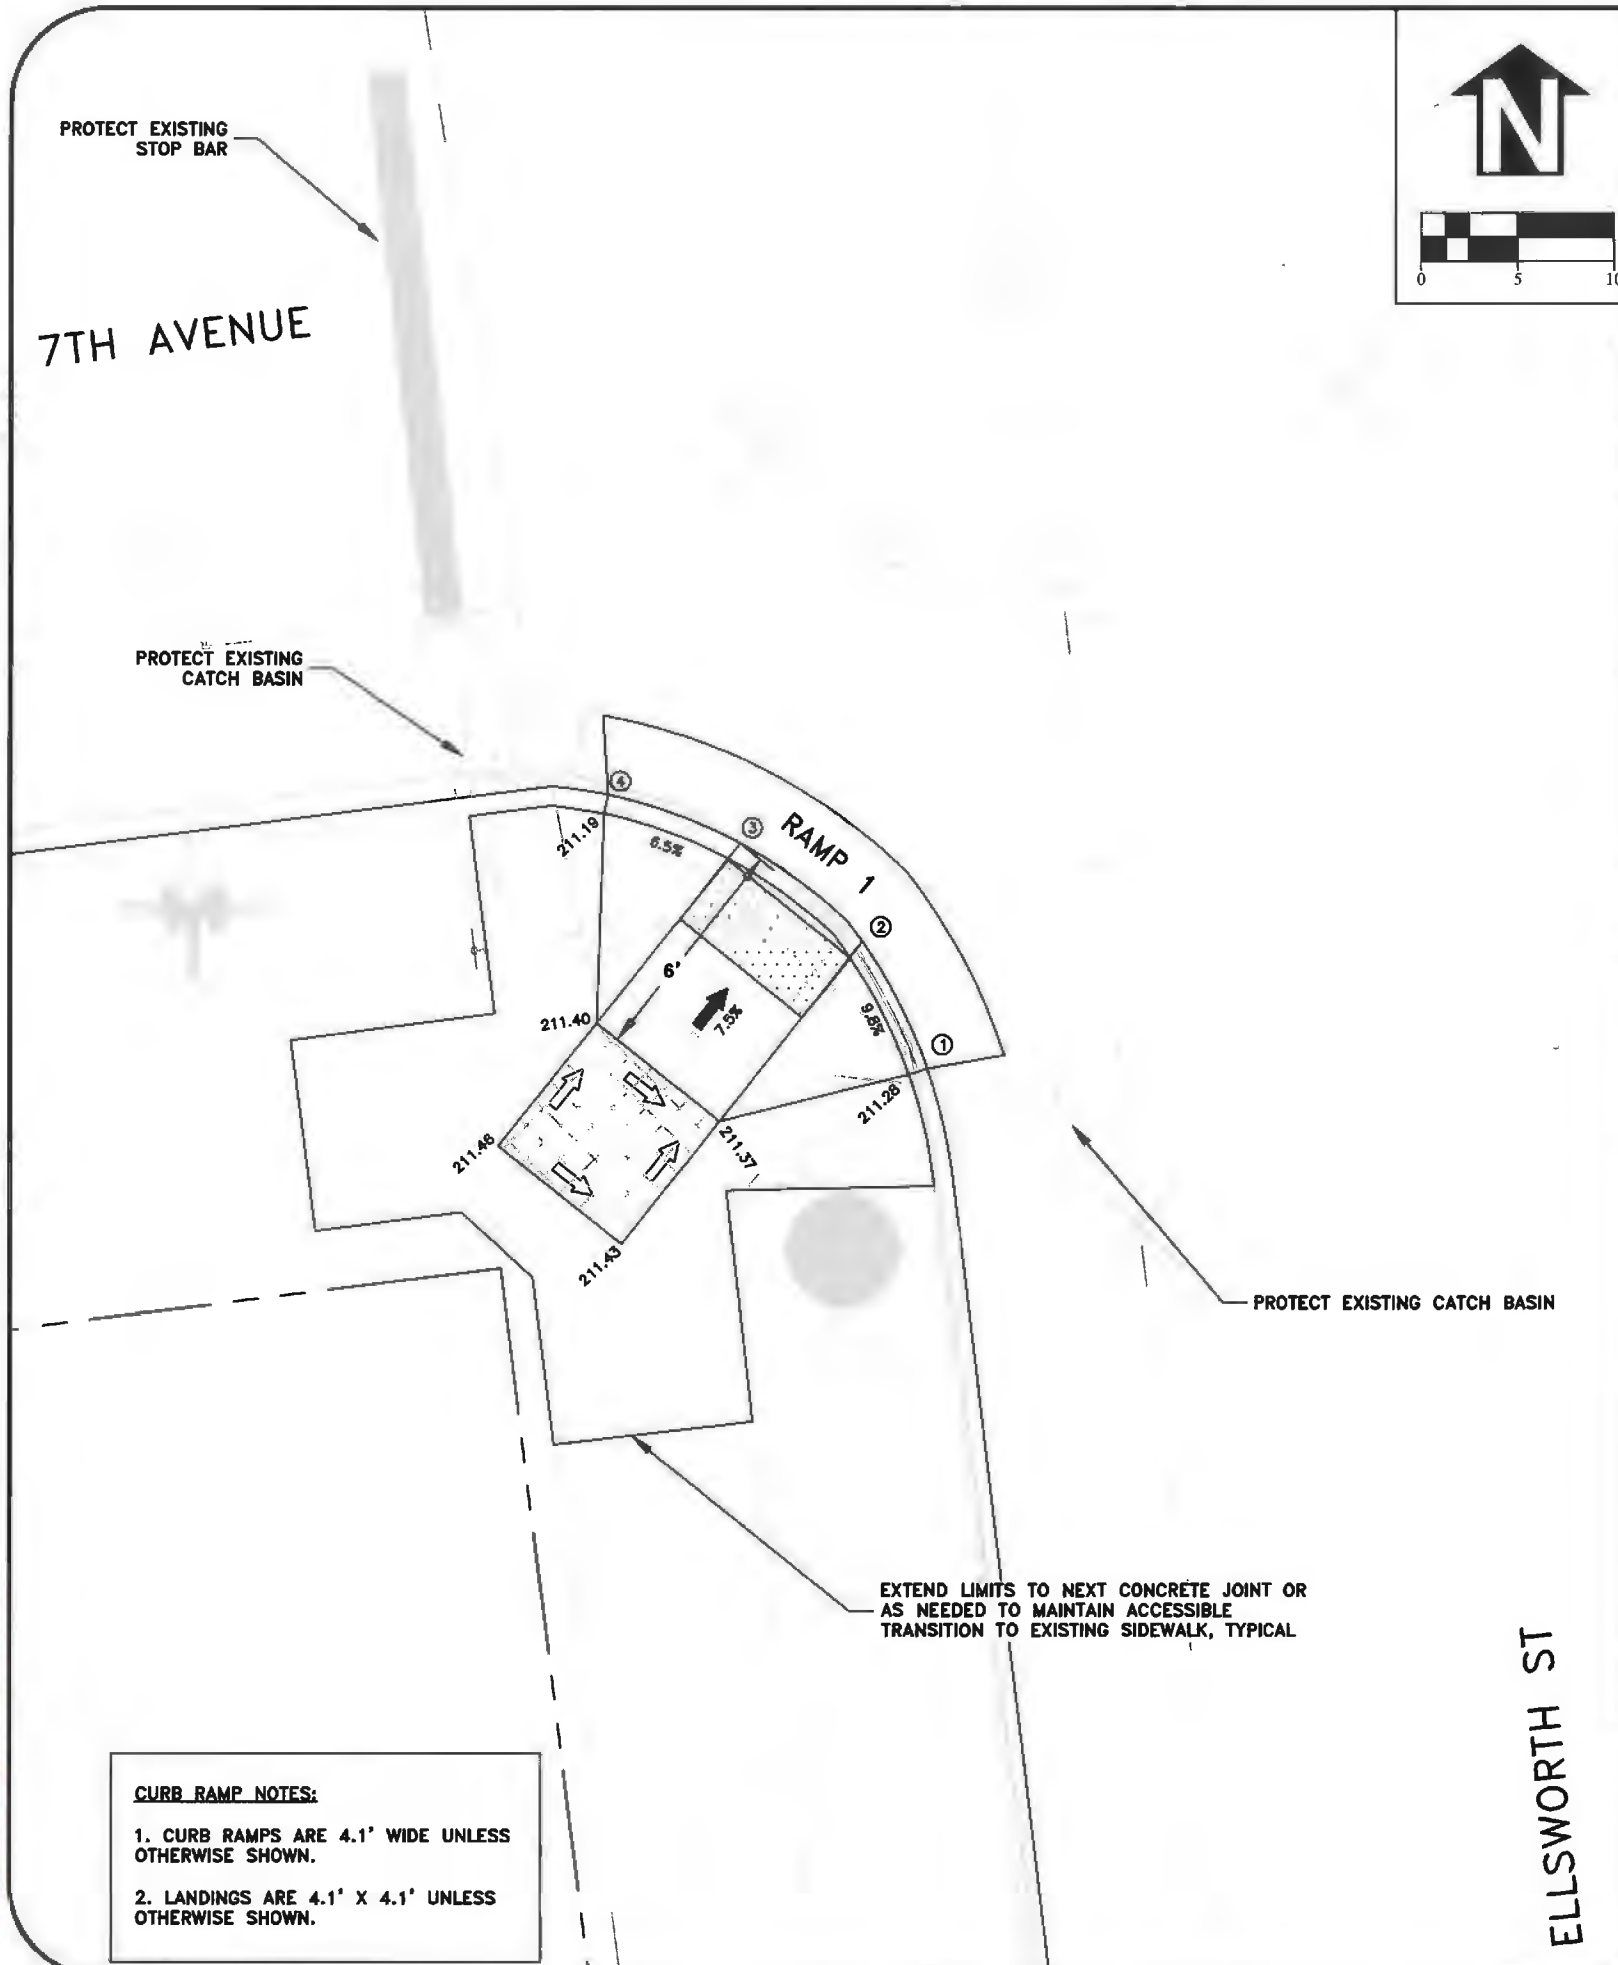 PROTECT EXISTING
STOP BAR
N
0 5 10
7TH AVENUE
PROTECT EXISTING
CATCH BASIN
4
3
RAMP 1
2
1
211.19
6.5%
6'
7.5%
9.8%
211.40
211.28
211.37
211.46
211.43
PROTECT EXISTING CATCH BASIN
EXTEND LIMITS TO NEXT CONCRETE JOINT OR
AS NEEDED TO MAINTAIN ACCESSIBLE
TRANSITION TO EXISTING SIDEWALK, TYPICAL
ELLSWORTH ST
CURB RAMP NOTES:
1. CURB RAMPS ARE 4.1' WIDE UNLESS
OTHERWISE SHOWN.
2. LANDINGS ARE 4.1' X 4.1' UNLESS
OTHERWISE SHOWN.